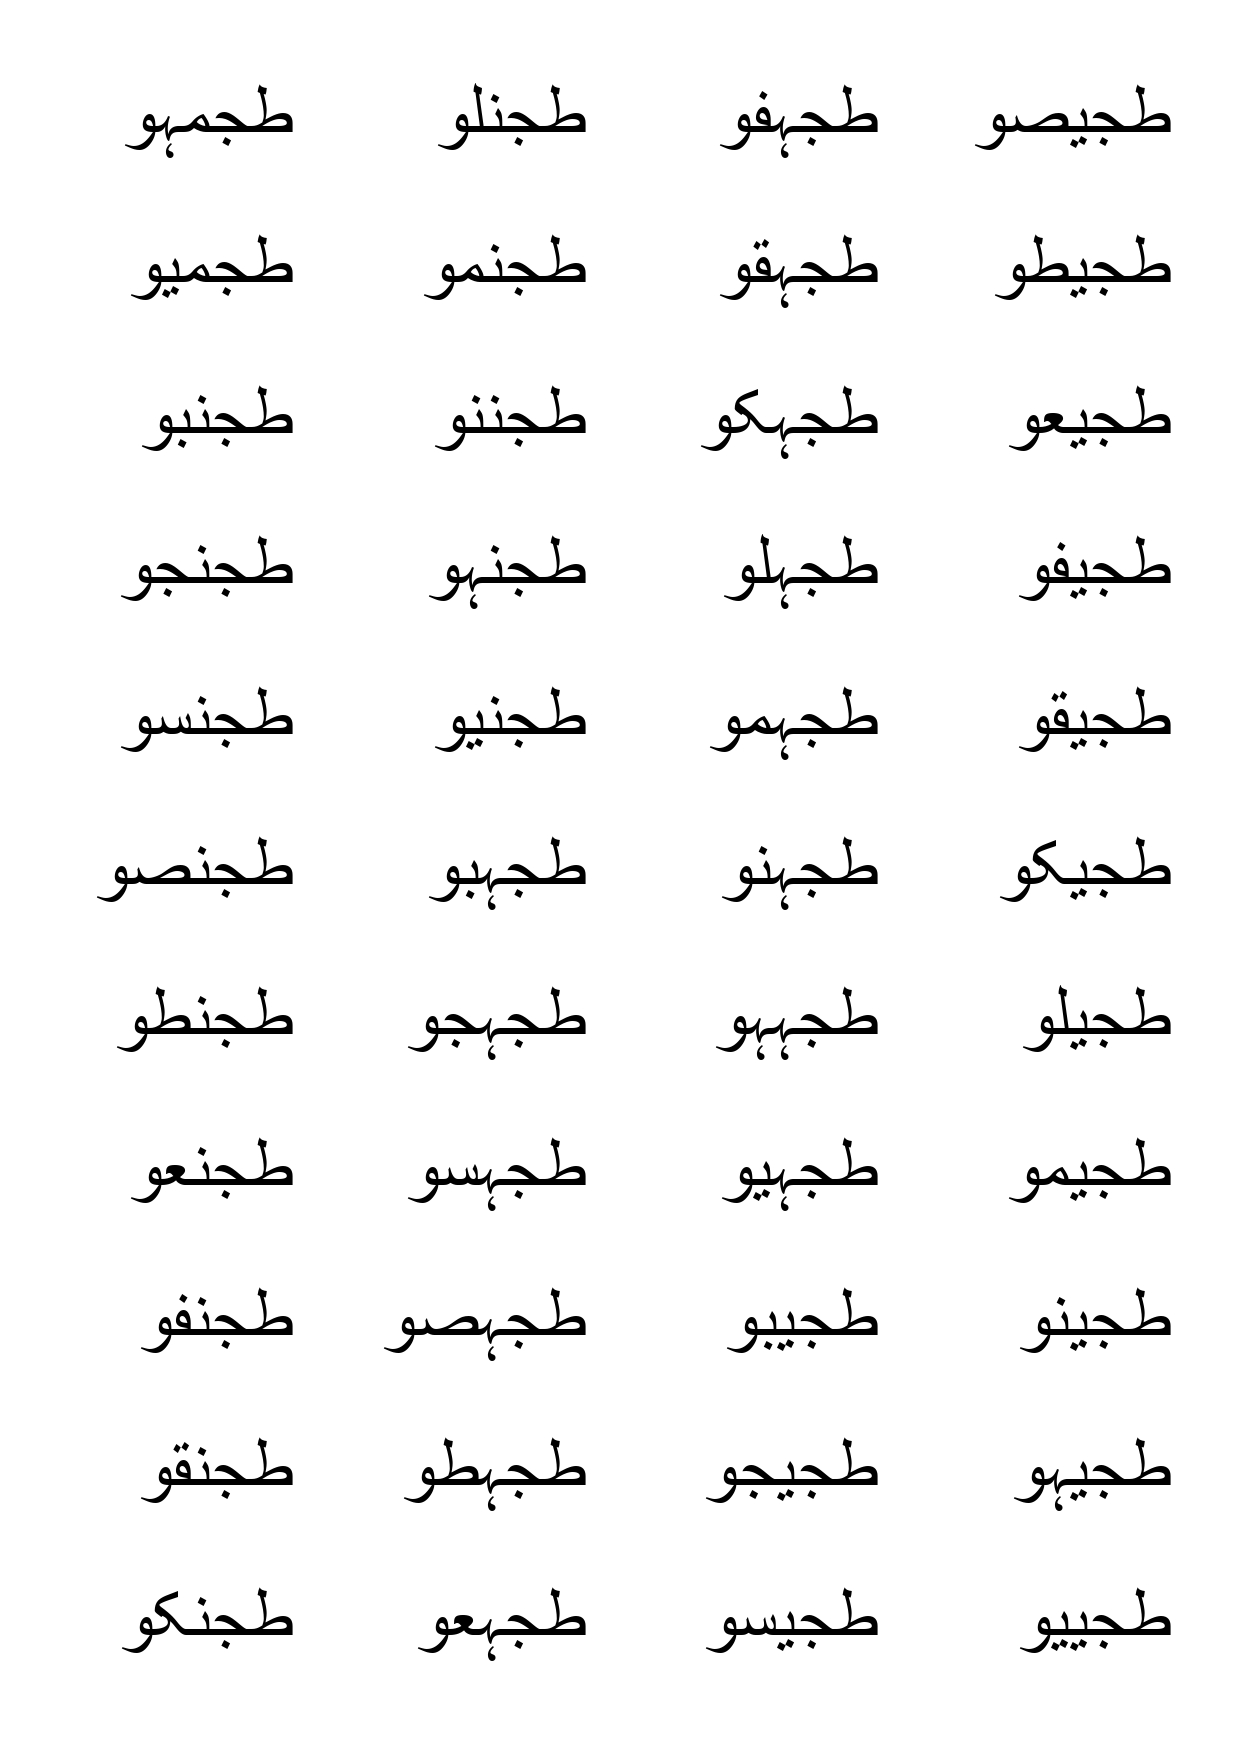 طجمہو طجنلو طجہفو طجیصو
طجمیو طجنمو طجہقو طجیطو
طجنبو طجننو طجہکو طجیعو
طجنجو طجنہو طجہلو طجیفو
طجنسو طجنیو طجہمو طجیقو
طجنصو طجہبو طجہنو طجیکو
طجنطو طجہجو طجہہو طجیلو
طجنعو طجہسو طجہیو طجیمو
طجنفو طجہصو طجیبو طجینو
طجنقو طجہطو طجیجو طجیہو
طجنکو طجہعو طجیسو طجییو